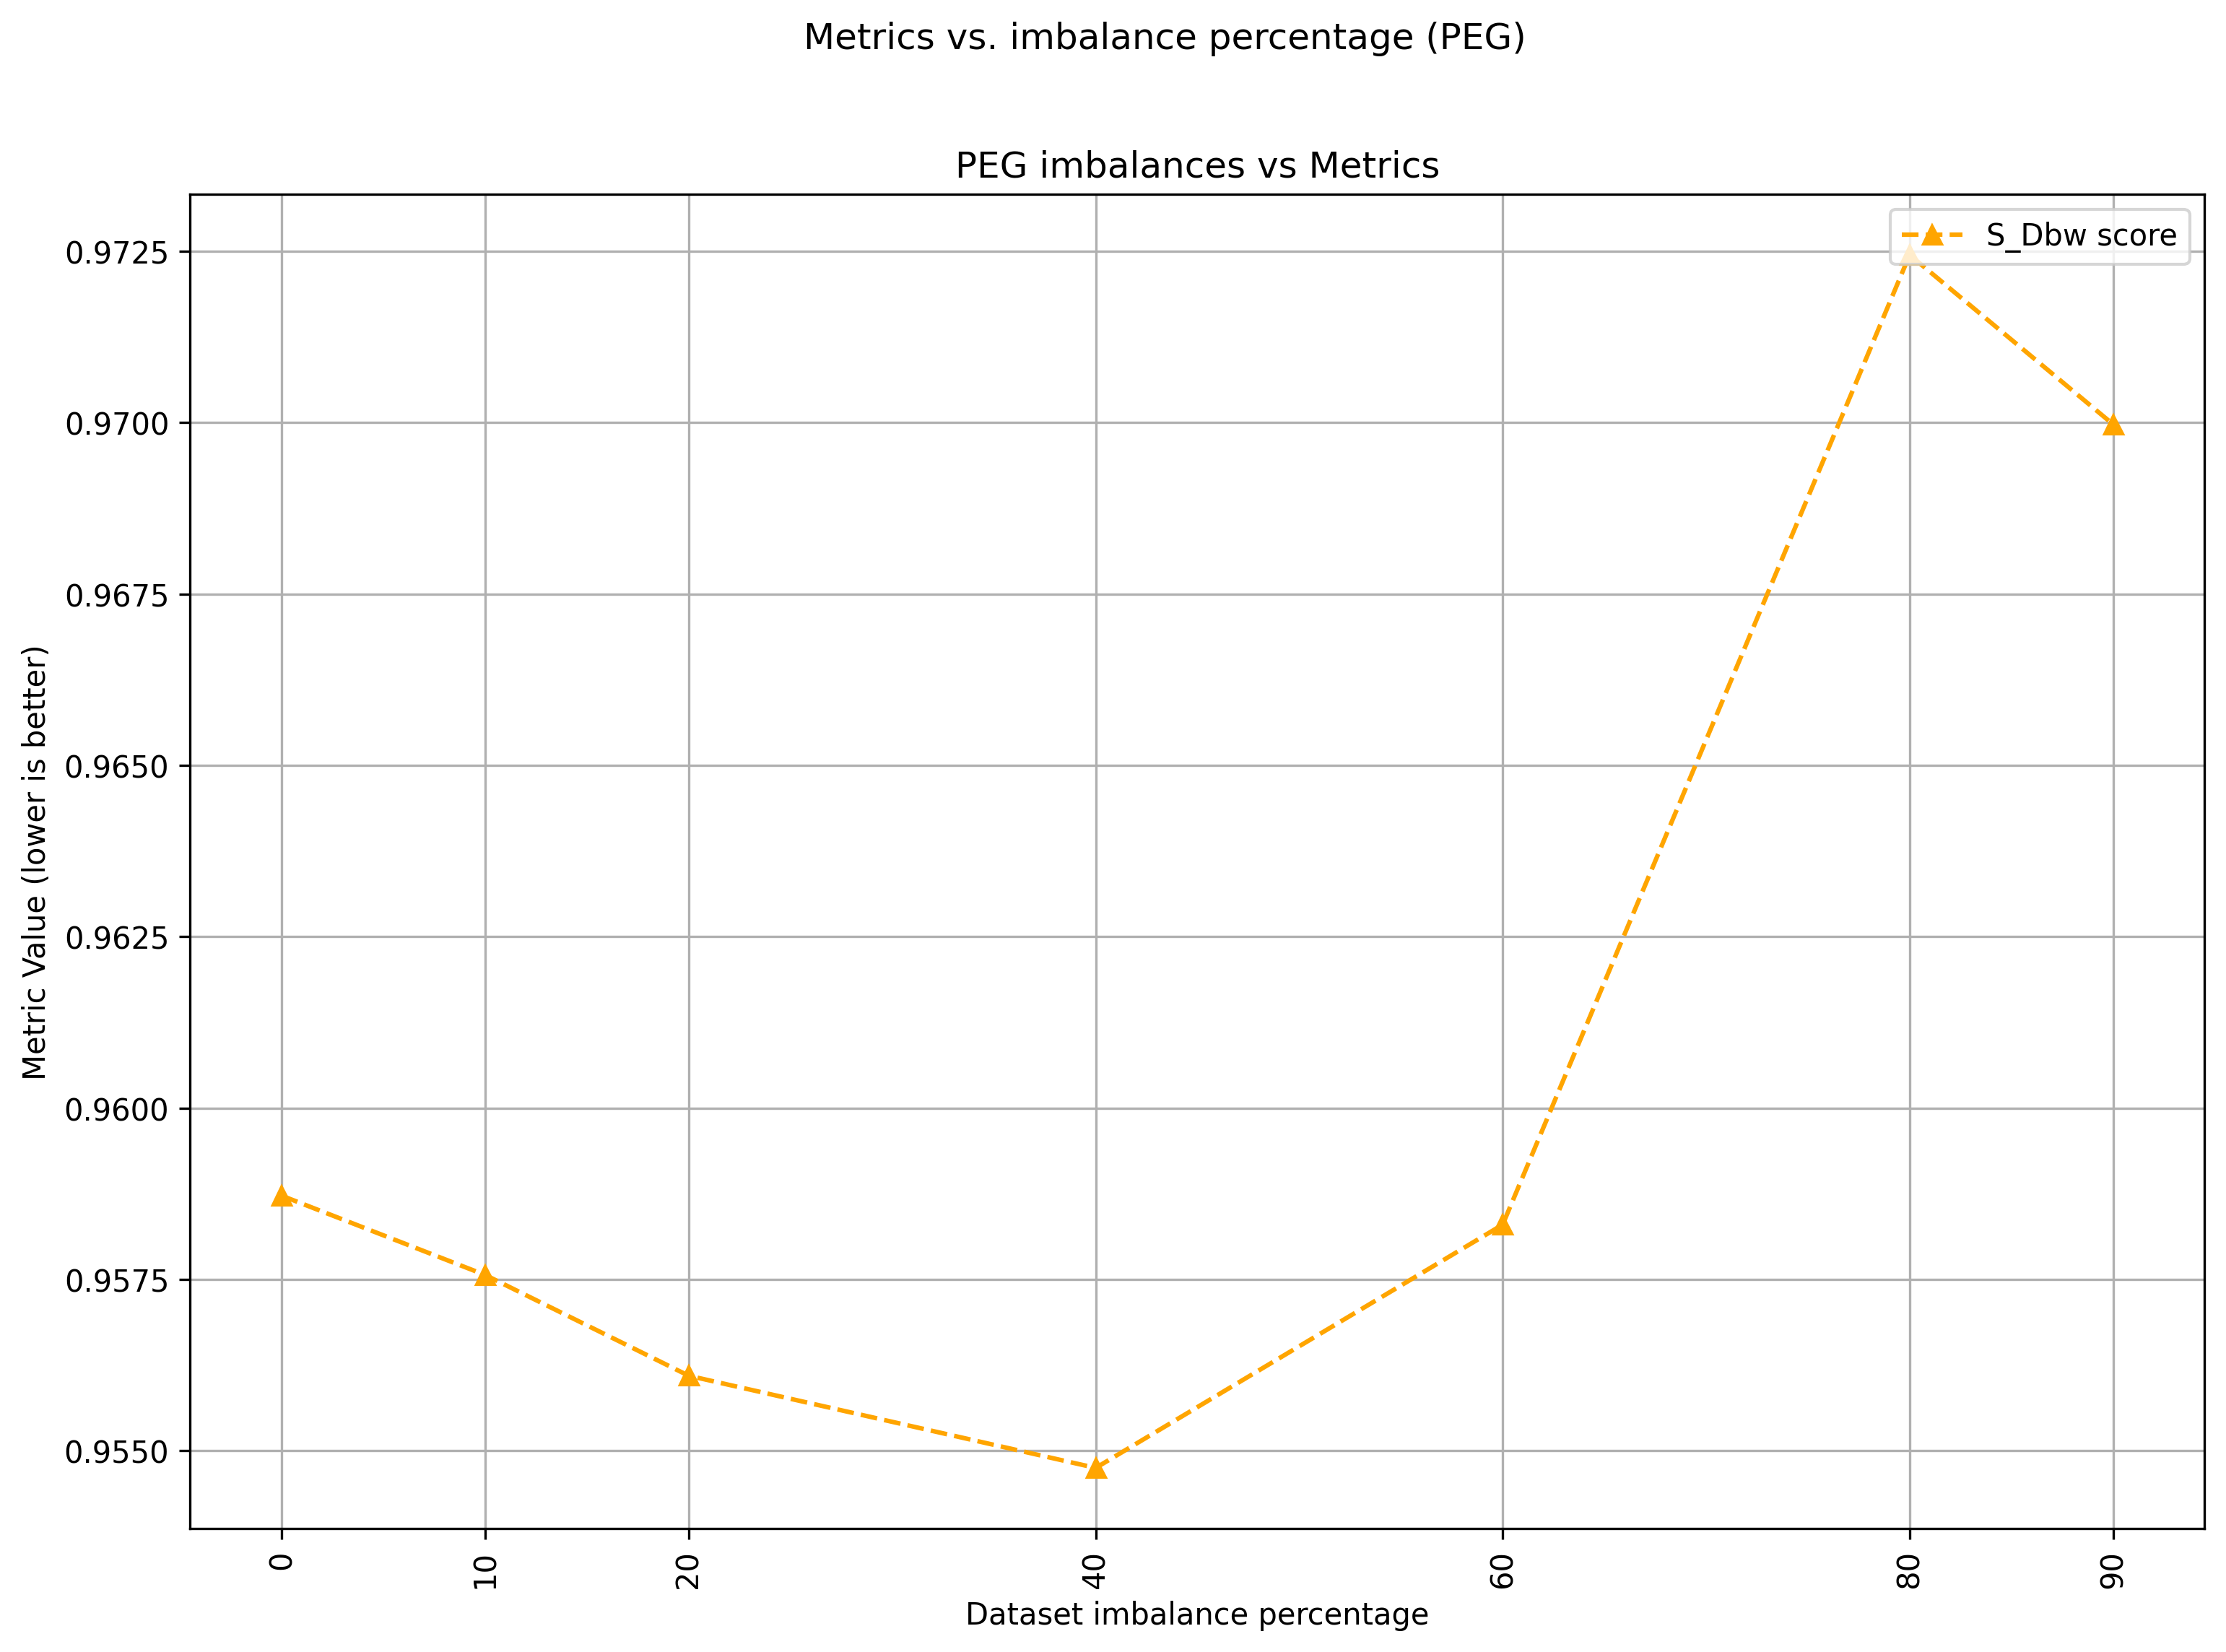 Metrics vs. imbalance percentage (PEG)
PEG imbalances vs Metrics
S_Dbw score
0.9725
0.9700
0.9675
0.9650
0.9625
0.9600
0.9575
0.9550
Metric Value (lower is better)
0 10 20 40 60 80 90
Dataset imbalance percentage